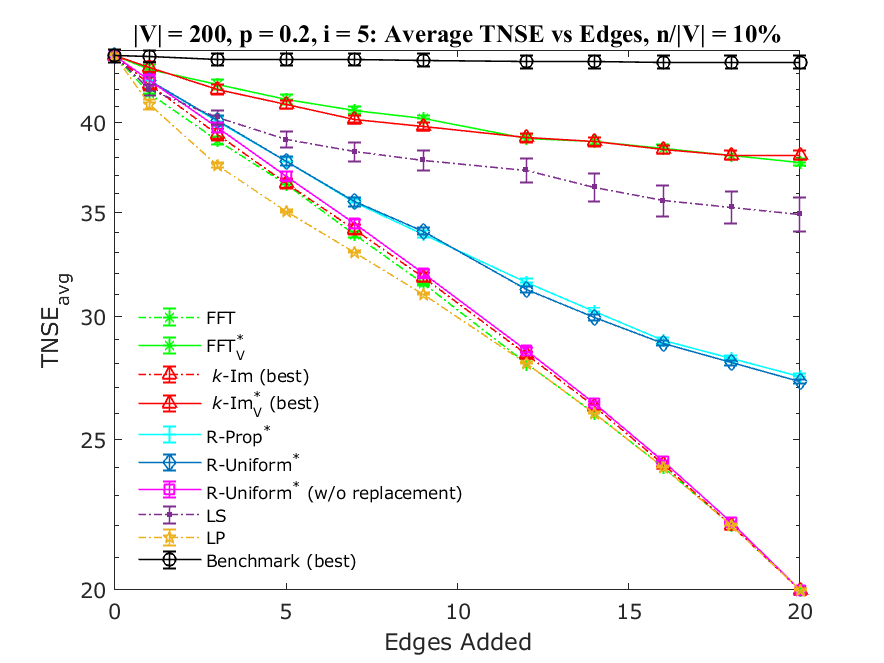 |V| = 200, p = 0.2, i = 5: Average TNSE vs Edges, n/|V| = 10%
40
35
30
25
20
TNSE_avg
FFT
FFT*_V
k-Im (best)
k-Im*_V (best)
R-Prop*
R-Uniform*
R-Uniform* (w/o replacement)
LS
LP
Benchmark (best)
0 5 10 15 20
Edges Added